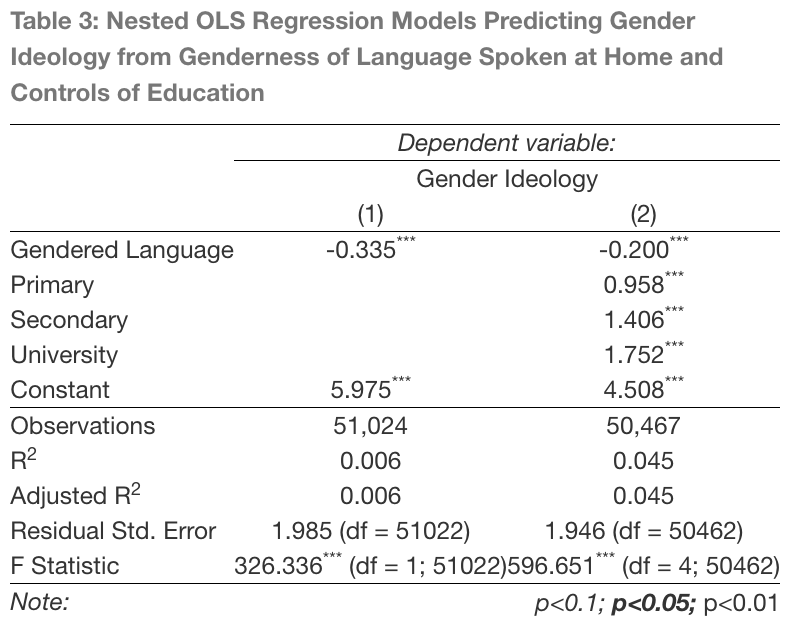 Table 3: Nested OLS Regression Models Predicting Gender
Ideology from Genderness of Language Spoken at Home and
Controls of Education
Dependent variable:
Gender Ideology
(1) (2)
Gendered Language -0.335*** -0.200***
Primary 0.958***
Secondary 1.406***
University 1.752***
Constant 5.975*** 4.508***
Observations 51,024 50,467
R2 0.006 0.045
Adjusted R2 0.006 0.045
Residual Std. Error 1.985 (df = 51022) 1.946 (df = 50462)
F Statistic 326.336*** (df = 1; 51022)596.651*** (df = 4; 50462)
Note: p<0.1; p<0.05; p<0.01